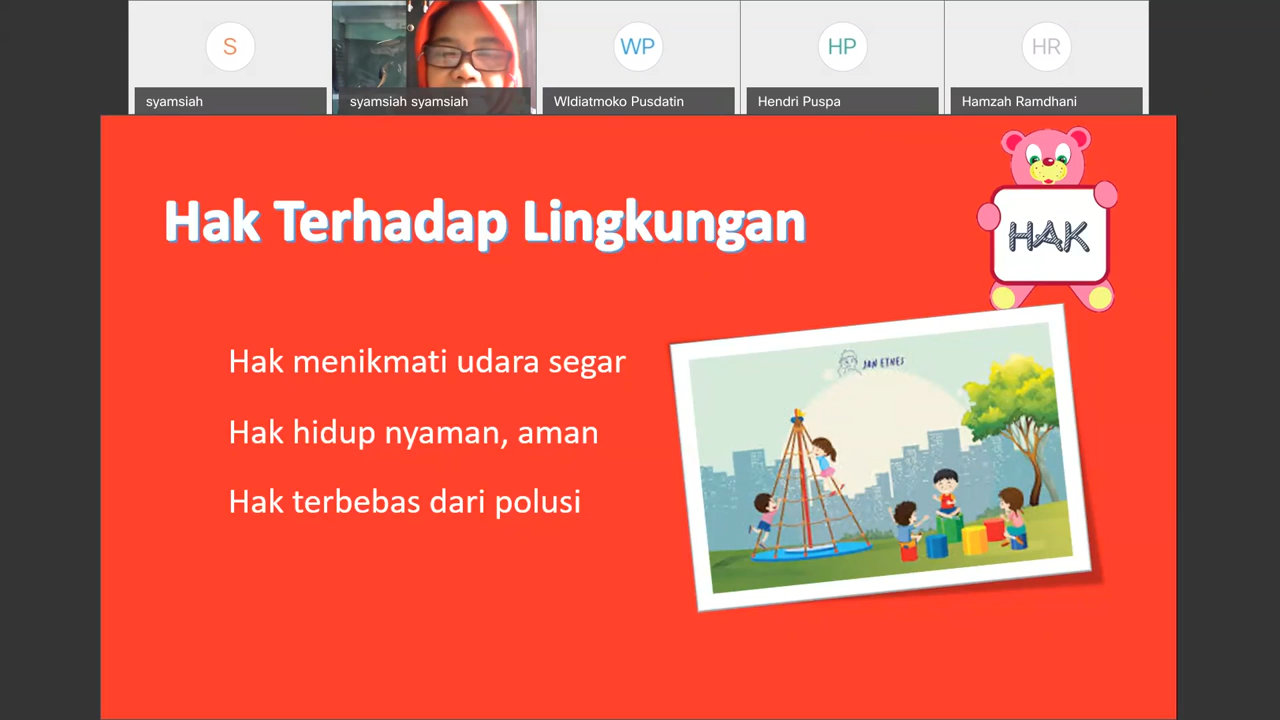 S
WP
HP
HR
syamsiah
syamsiah syamsiah
WIdiatmoko Pusdatin
Hendri Puspa
Hamzah Ramdhani
Hak Terhadap Lingkungan
HAK
Hak menikmati udara segar
Hak hidup nyaman, aman
Hak terbebas dari polusi
JAN ETHES